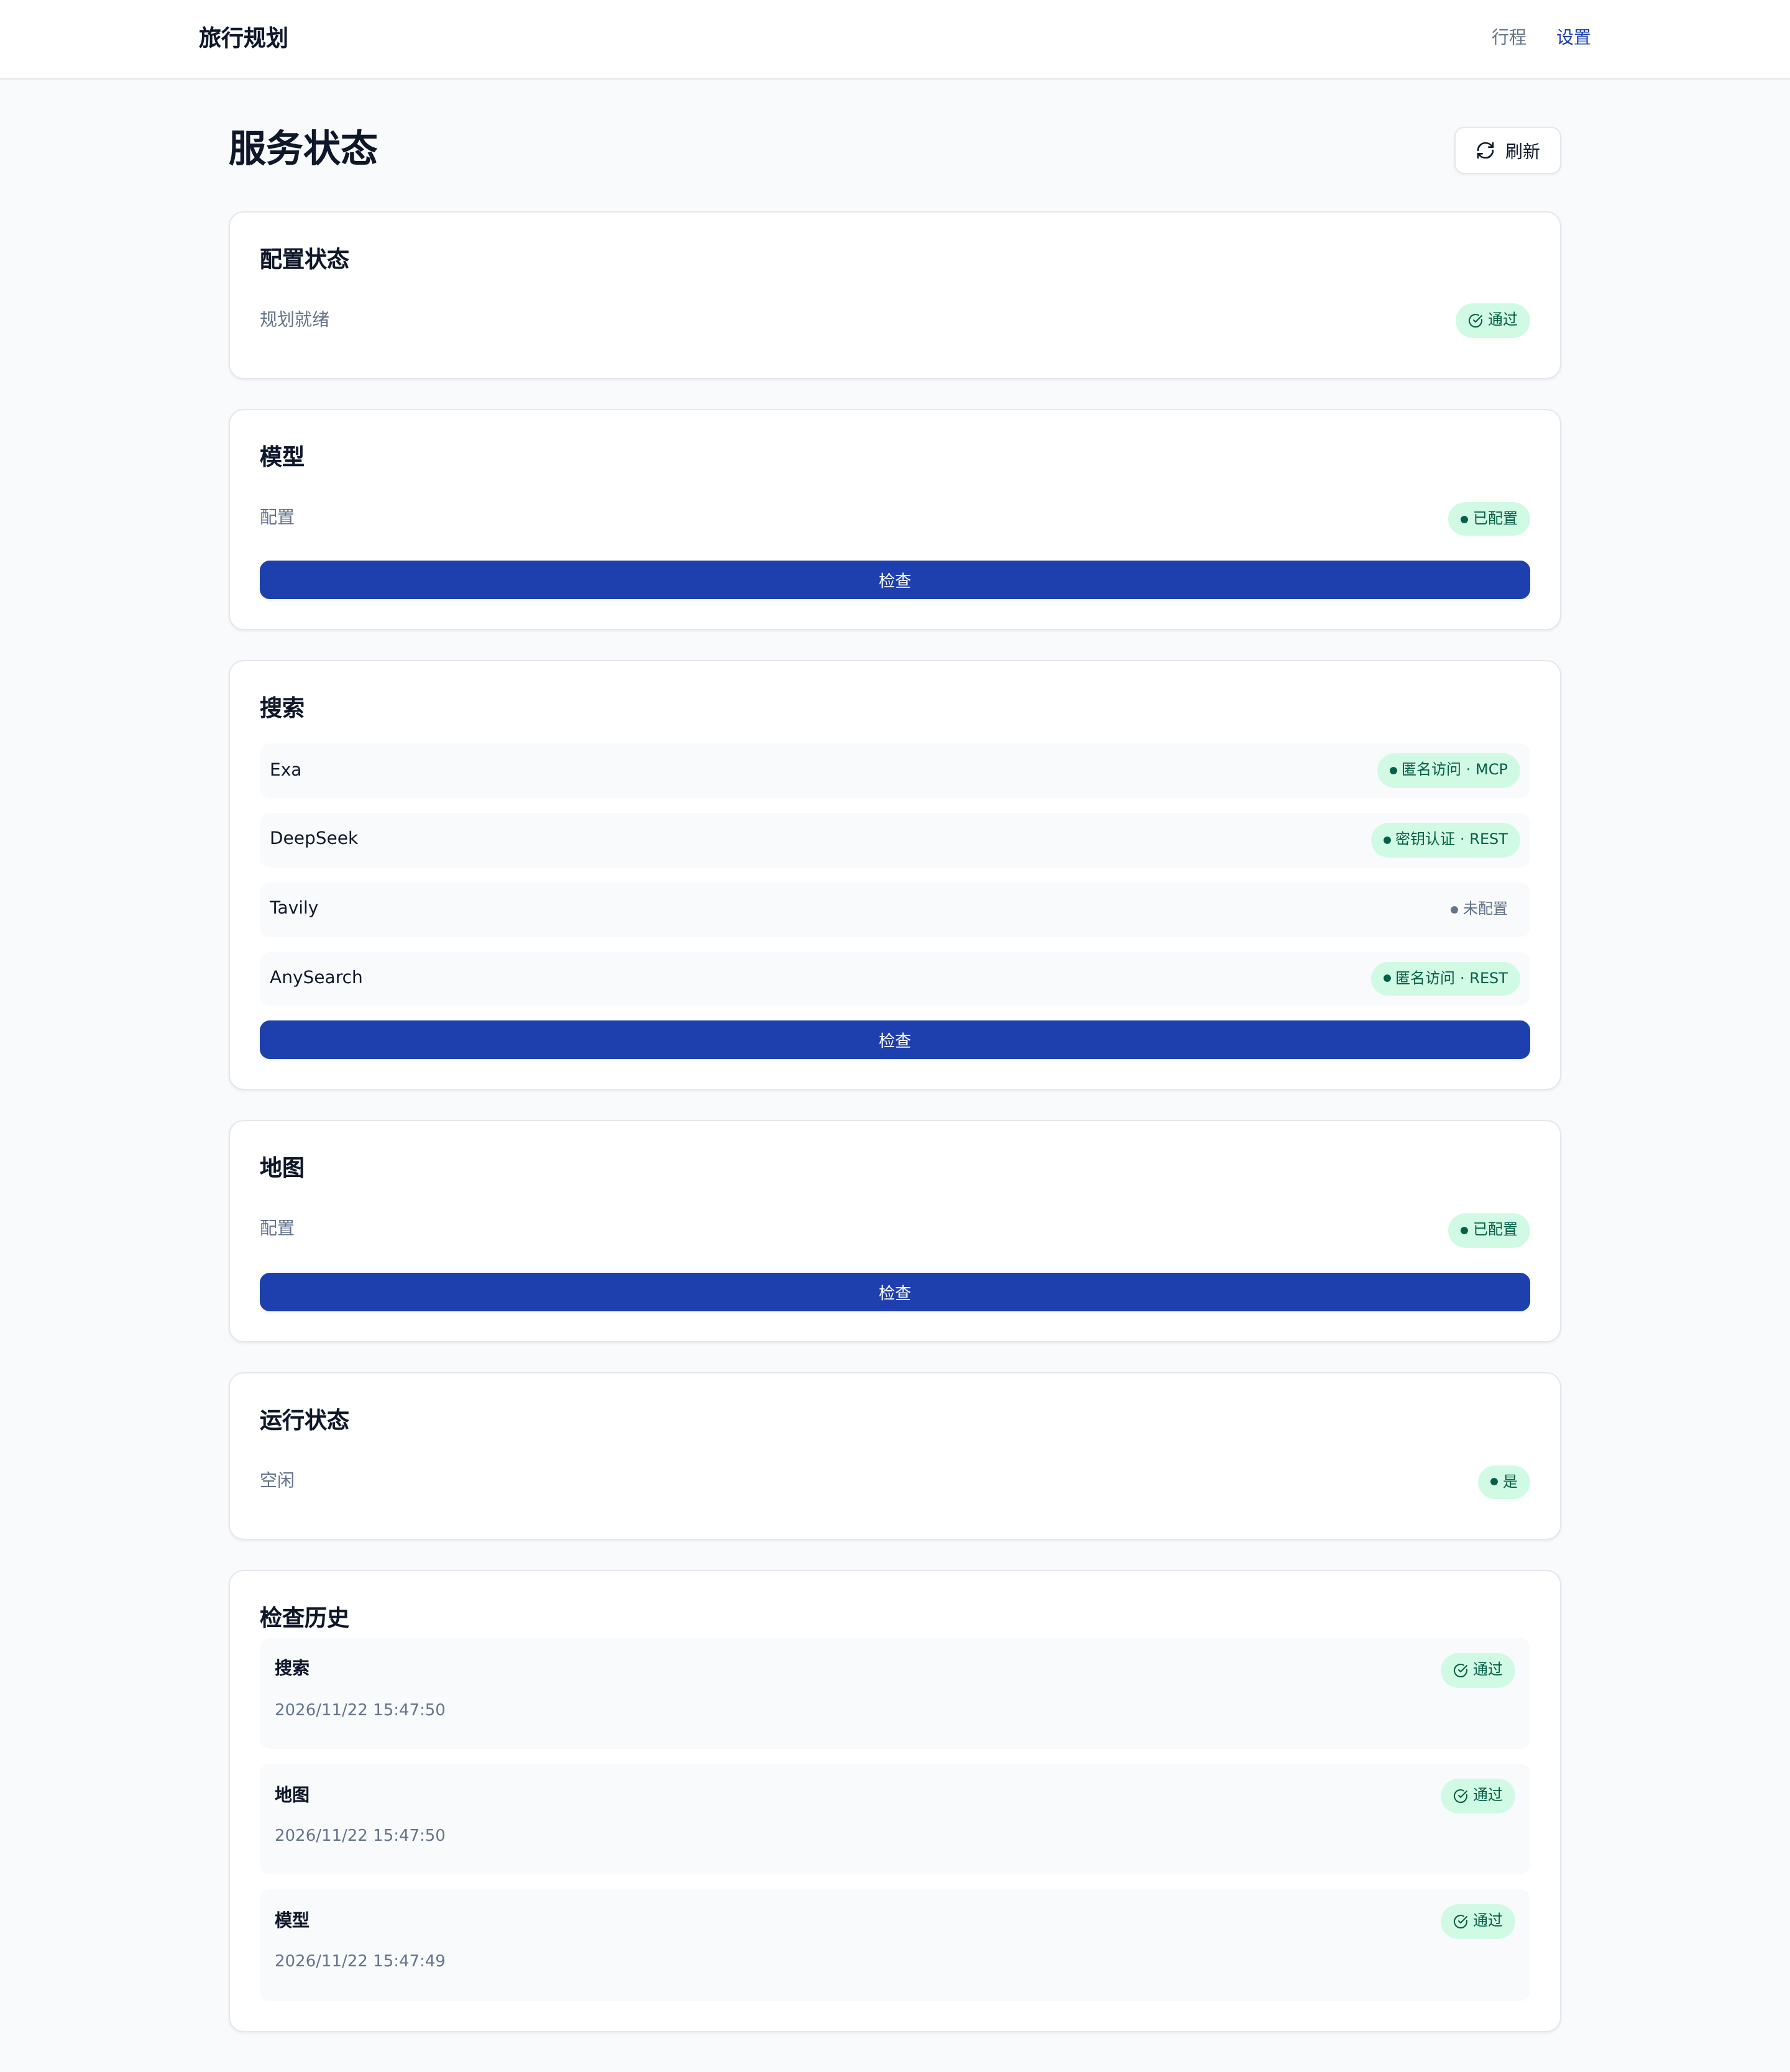 旅行规划
行程 设置
服务状态
刷新
配置状态
规划就绪
通过
模型
配置
已配置
检查
搜索
Exa
匿名访问 · MCP
DeepSeek
密钥认证 · REST
Tavily
未配置
AnySearch
匿名访问 · REST
检查
地图
配置
已配置
检查
运行状态
空闲
是
检查历史
搜索
通过
2026/11/22 15:47:50
地图
通过
2026/11/22 15:47:50
模型
通过
2026/11/22 15:47:49